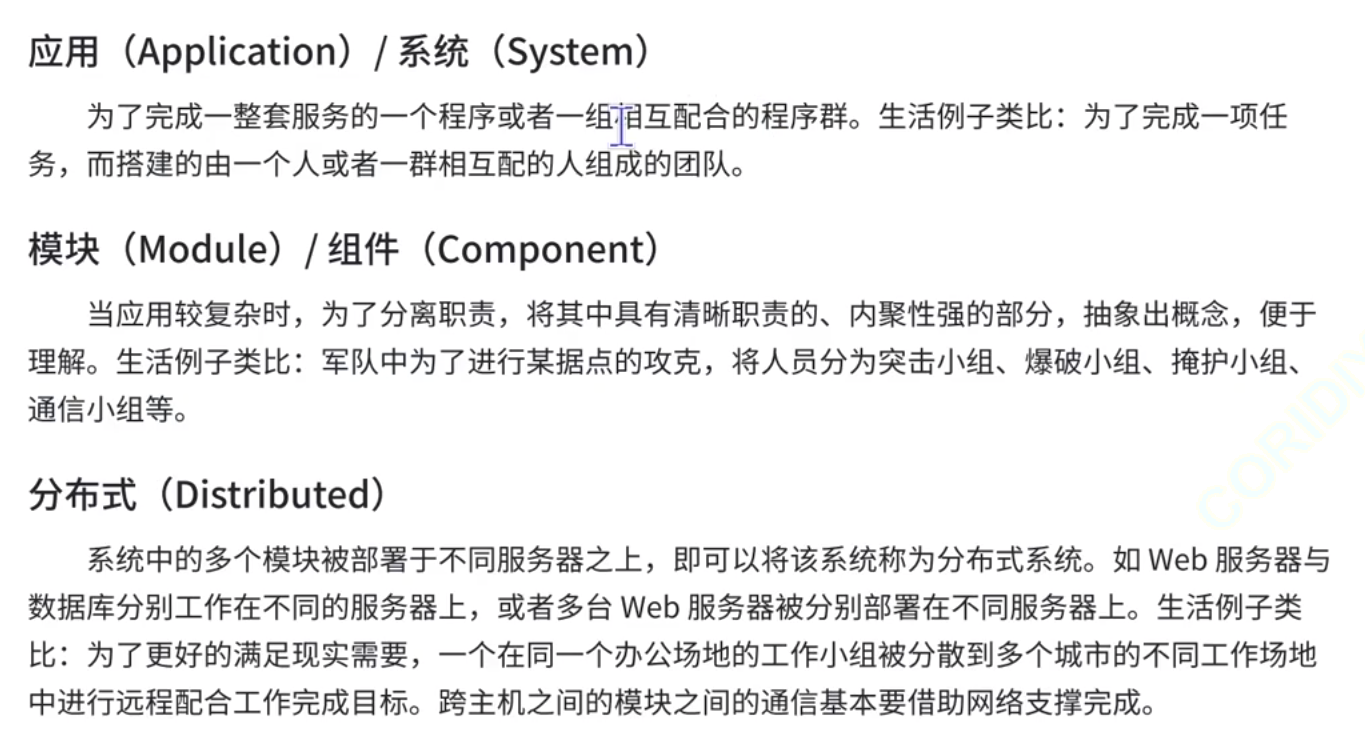 应用（Application）/ 系统（System）
为了完成一整套服务的一个程序或者一组相互配合的程序群。生活例子类比：为了完成一项任
务，而搭建的由一个人或者一群相互配的人组成的团队。
模块（Module）/ 组件（Component）
当应用较复杂时，为了分离职责，将其中具有清晰职责的、内聚性强的部分，抽象出概念，便于
理解。生活例子类比：军队中为了进行某据点的攻克，将人员分为突击小组、爆破小组、掩护小组、
通信小组等。
分布式（Distributed）
系统中的多个模块被部署于不同服务器之上，即可以将该系统称为分布式系统。如 Web 服务器与
数据库分别工作在不同的服务器上，或者多台 Web 服务器被分别部署在不同服务器上。生活例子类
比：为了更好的满足现实需要，一个在同一个办公场地的工作小组被分散到多个城市的不同工作场地
中进行远程配合工作完成目标。跨主机之间的模块之间的通信基本要借助网络支撑完成。